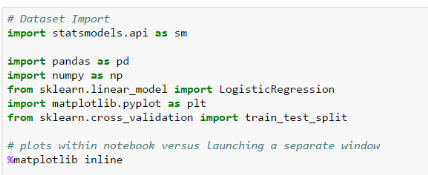 # Dataset Import
import statsmodels.api as sm
import pandas as pd
import numpy as np
from sklearn.linear_model import LogisticRegression
import matplotlib.pyplot as plt
from sklearn.cross_validation import train_test_split
# plots within notebook versus launching a separate window
%matplotlib inline